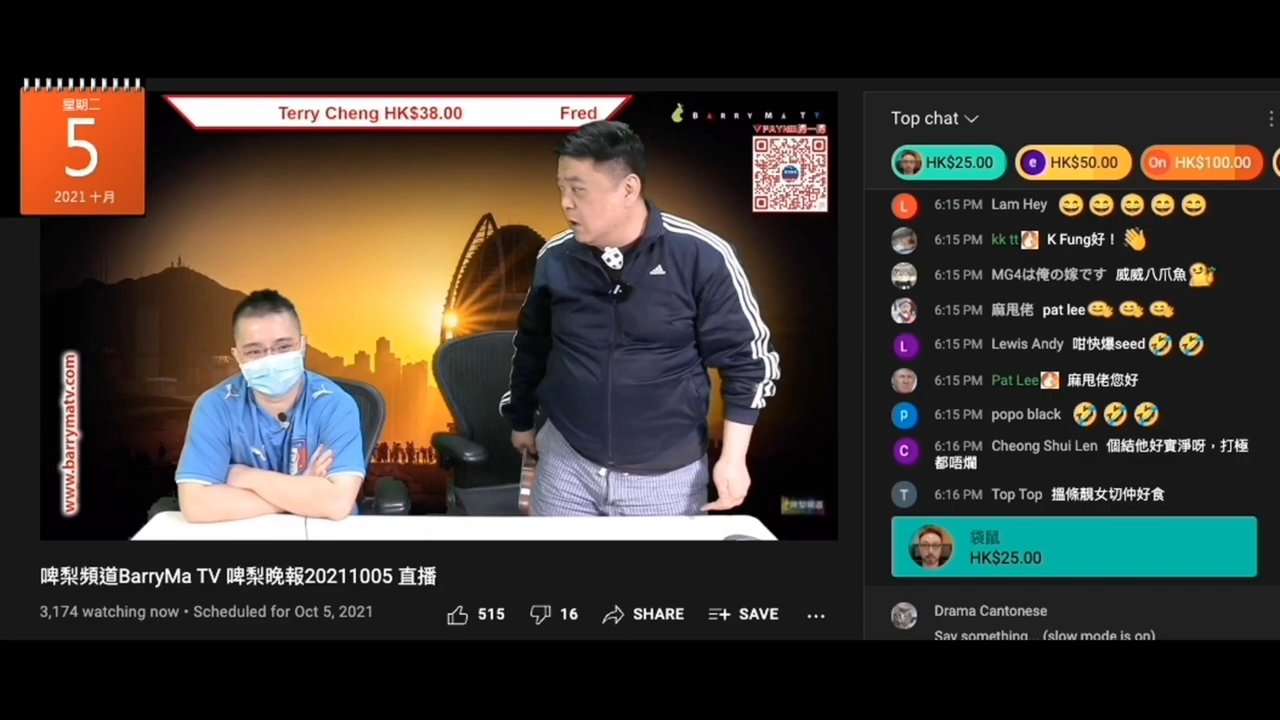 星期二
5
2021 十月
Terry Cheng HK$38.00 Fred
BARRYMATV
www.barrymatv.com
啤梨頻道BarryMa TV 啤梨晚報20211005 直播
3,174 watching now • Scheduled for Oct 5, 2021
515
16
SHARE
SAVE
Top chat
HK$25.00
e HK$50.00
On HK$100.00
L 6:15 PM Lam Hey 😄😄😄😄😄
6:15 PM kk tt K Fung好！👋
6:15 PM MG4は俺の嫁です 威威八爪魚
6:15 PM 麻甩佬 pat lee
L 6:15 PM Lewis Andy 咁快爆seed🤣🤣
6:15 PM Pat Lee 麻甩佬您好
p 6:15 PM popo black 🤣🤣🤣
C 6:16 PM Cheong Shui Len 個結他好實淨呀，打極
都唔爛
T 6:16 PM Top Top 搵條靚女切仲好食
袋鼠
HK$25.00
Drama Cantonese
Say something... (slow mode is on)